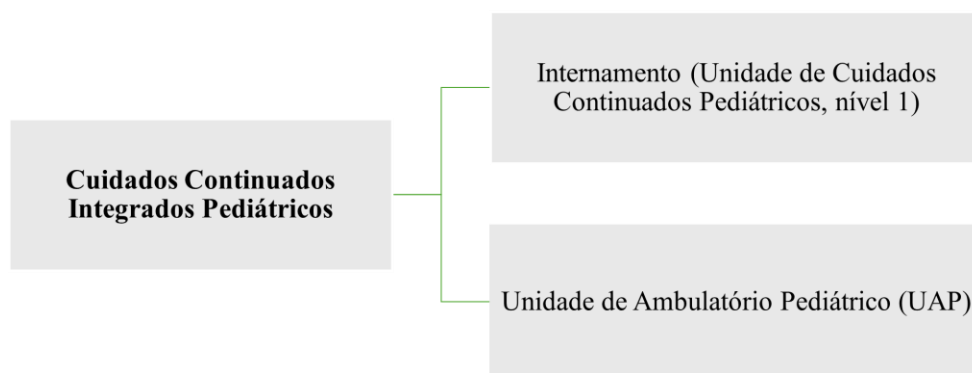 Cuidados Continuados
Integrados Pediátricos
Internamento (Unidade de Cuidados
Continuados Pediátricos, nível 1)
Unidade de Ambulatório Pediátrico (UAP)